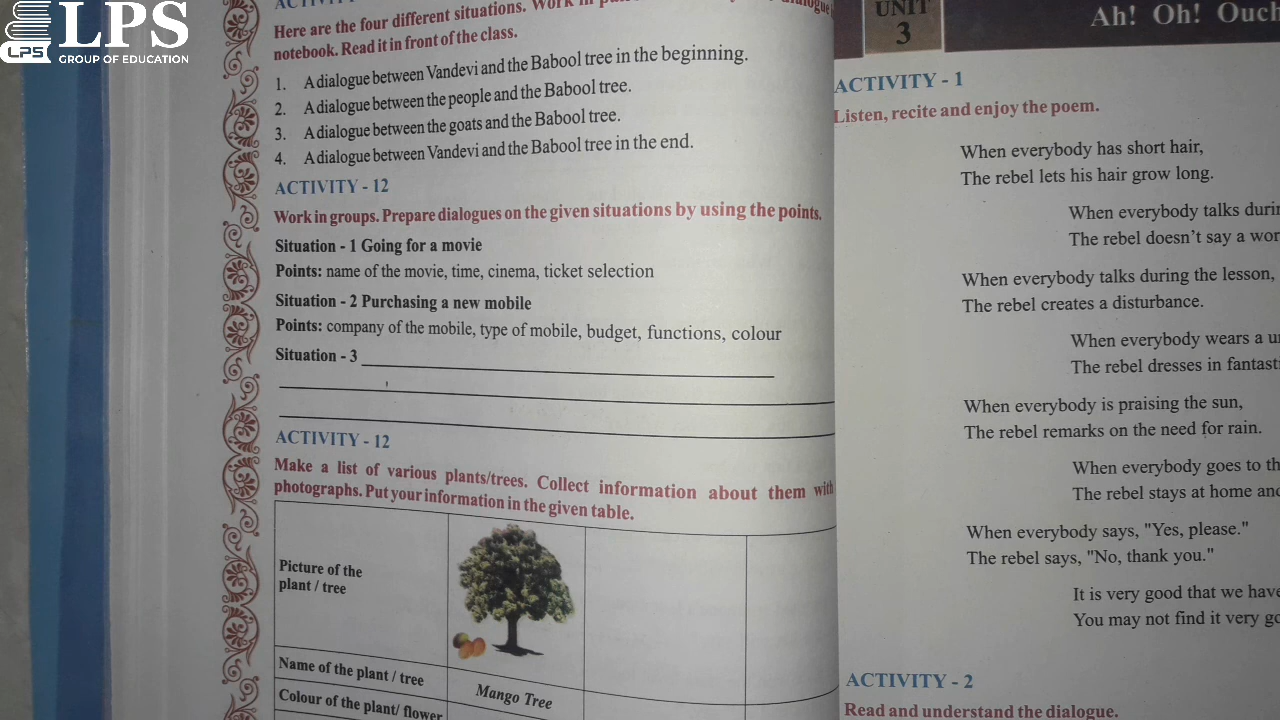 LPS
LPS
GROUP OF EDUCATION
Here are the four different situations. Work in
notebook. Read it in front of the class.
1. A dialogue between Vandevi and the Babool tree in the beginning.
2. A dialogue between the people and the Babool tree.
3. A dialogue between the goats and the Babool tree.
4. A dialogue between Vandevi and the Babool tree in the end.
ACTIVITY - 12
Work in groups. Prepare dialogues on the given situations by using the points.
Situation - 1 Going for a movie
Points: name of the movie, time, cinema, ticket selection
Situation - 2 Purchasing a new mobile
Points: company of the mobile, type of mobile, budget, functions, colour
Situation - 3
ACTIVITY - 12
Make a list of various plants/trees. Collect information about them with
photographs. Put your information in the given table.
Picture of the
plant / tree
Name of the plant / tree
Mango Tree
Colour of the plant/ flower
UNIT
3
Ah! Oh! Ouch
ACTIVITY - 1
Listen, recite and enjoy the poem.
When everybody has short hair,
The rebel lets his hair grow long.
When everybody talks
The rebel doesn't say a
When everybody talks during the lesson,
The rebel creates a disturbance.
When everybody wears a
The rebel dresses in
When everybody is praising the sun,
The rebel remarks on the need for rain.
When everybody goes to
The rebel stays at home
When everybody says, "Yes, please."
The rebel says, "No, thank you."
It is very good that we have
You may not find it very
ACTIVITY - 2
Read and understand the dialogue.